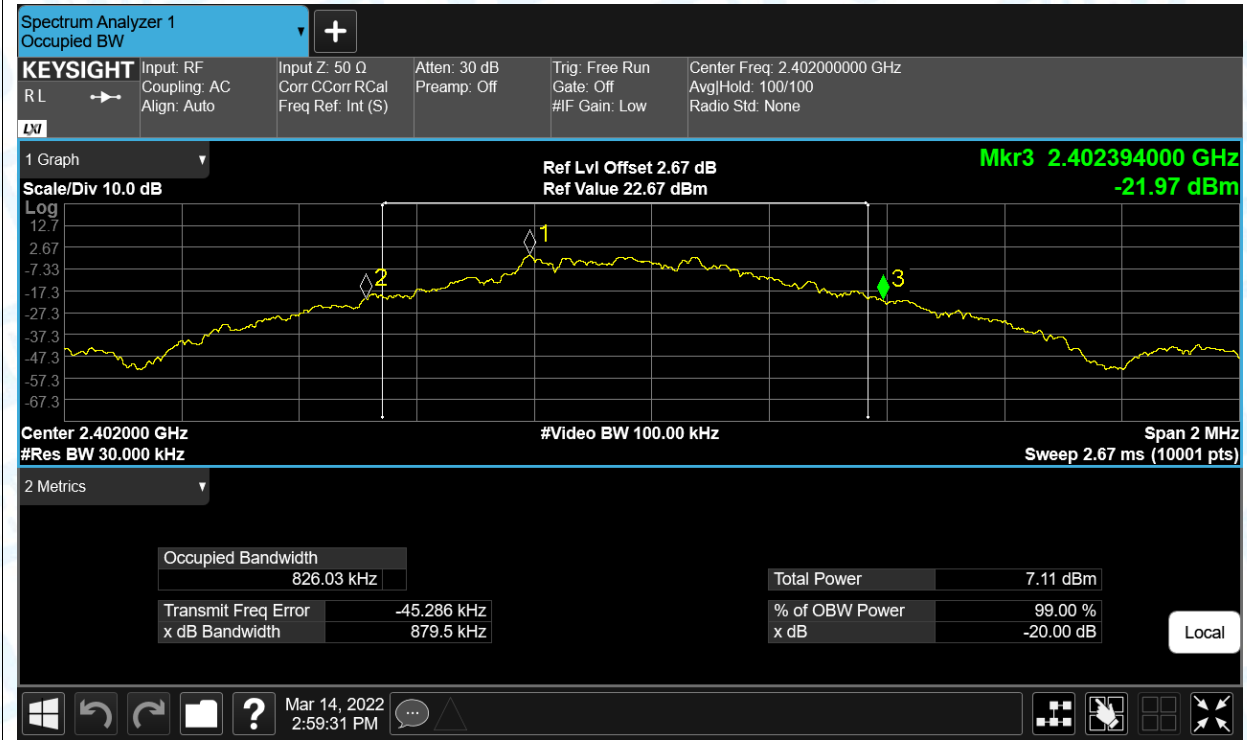 Spectrum Analyzer 1
Occupied BW
KEYSIGHT
R L
LXI
Input: RF
Coupling: AC
Align: Auto
Input Z: 50 Ω
Corr CCorr RCal
Freq Ref: Int (S)
Atten: 30 dB
Preamp: Off
Trig: Free Run
Gate: Off
#IF Gain: Low
Center Freq: 2.402000000 GHz
Avg|Hold: 100/100
Radio Std: None
1 Graph
Scale/Div 10.0 dB
Ref Lvl Offset 2.67 dB
Ref Value 22.67 dBm
Mkr3 2.402394000 GHz
-21.97 dBm
Log
12.7
2.67
-7.33
-17.3
-27.3
-37.3
-47.3
-57.3
-67.3
1
2
3
Center 2.402000 GHz
#Res BW 30.000 kHz
#Video BW 100.00 kHz
Span 2 MHz
Sweep 2.67 ms (10001 pts)
2 Metrics
Occupied Bandwidth
826.03 kHz
Transmit Freq Error -45.286 kHz
x dB Bandwidth 879.5 kHz
Total Power 7.11 dBm
% of OBW Power 99.00 %
x dB -20.00 dB
Local
?
Mar 14, 2022
2:59:31 PM